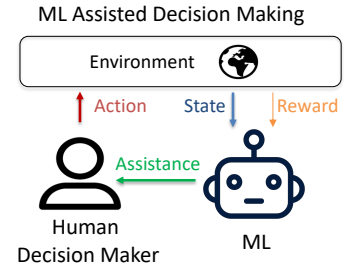 ML Assisted Decision Making
Environment
Action
State
Reward
Assistance
Human
Decision Maker
ML